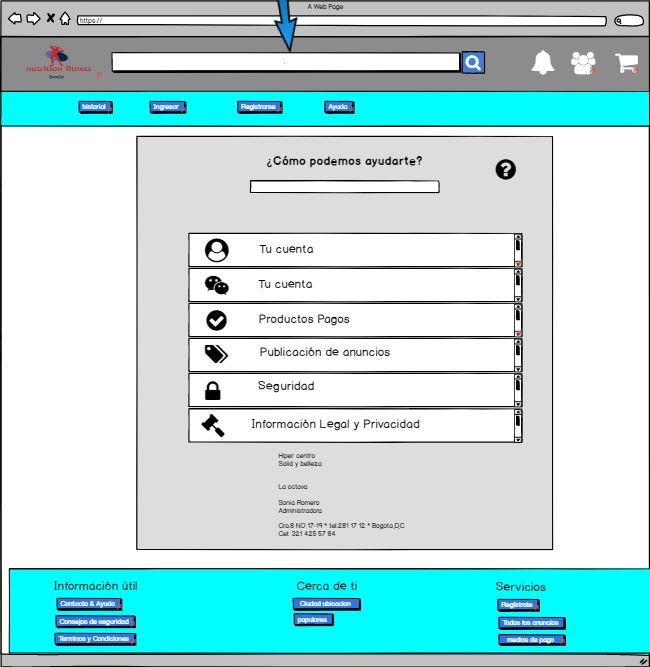 A Web Page
https://
nutrition fitness
body
historial
Ingresar
Registrarse
Ayuda
¿Cómo podemos ayudarte?
Tu cuenta
Tu cuenta
Productos Pagos
Publicación de anuncios
Seguridad
Información Legal y Privacidad
Hiper centro
Salid y belleza
La octava
Sonia Romero
Administradora
Cra.8 NO 17-19 * tel:281 17 12 * Bogota,D,C
Cel: 321 425 57 84
Información útil
Cerca de ti
Servicios
Contacto & Ayuda
Ciudad ubicacion
Registrate
Consejos de seguridad
populares
Todos los anuncios
Terminos y Condiciones
medios de pago